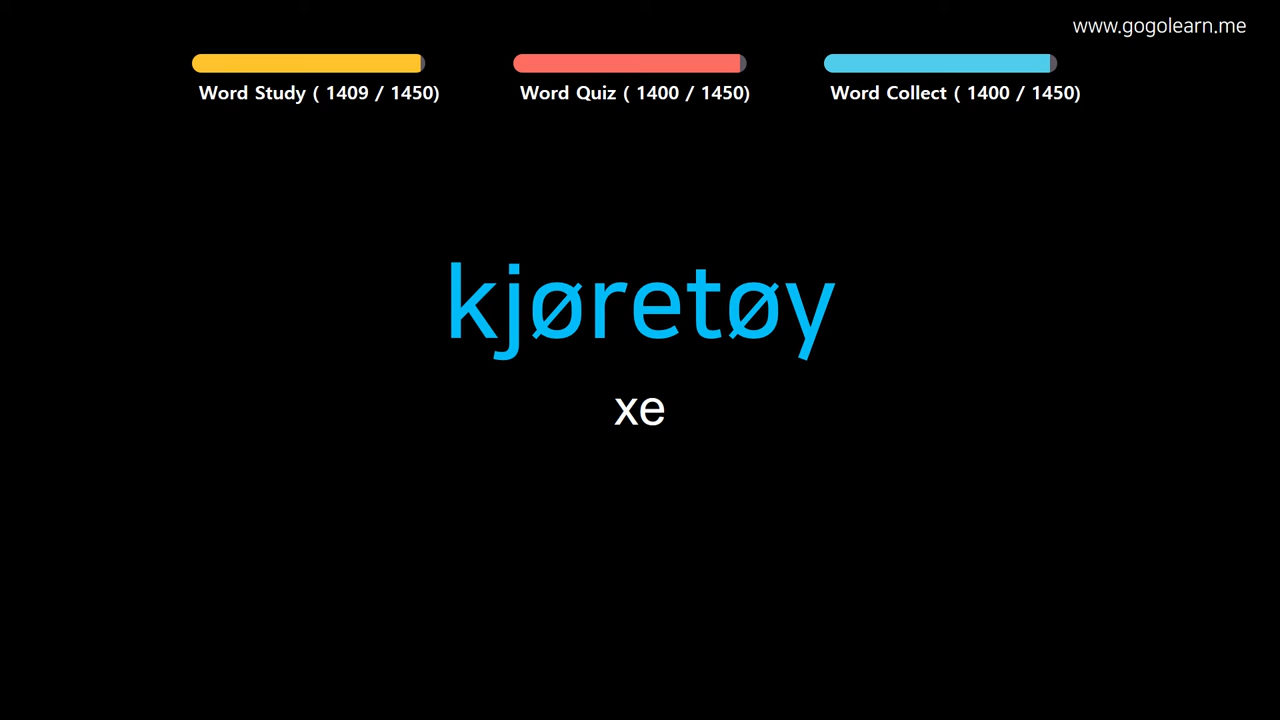 www.gogolearn.me
Word Study ( 1409 / 1450)
Word Quiz ( 1400 / 1450)
Word Collect ( 1400 / 1450)
kjøretøy
xe